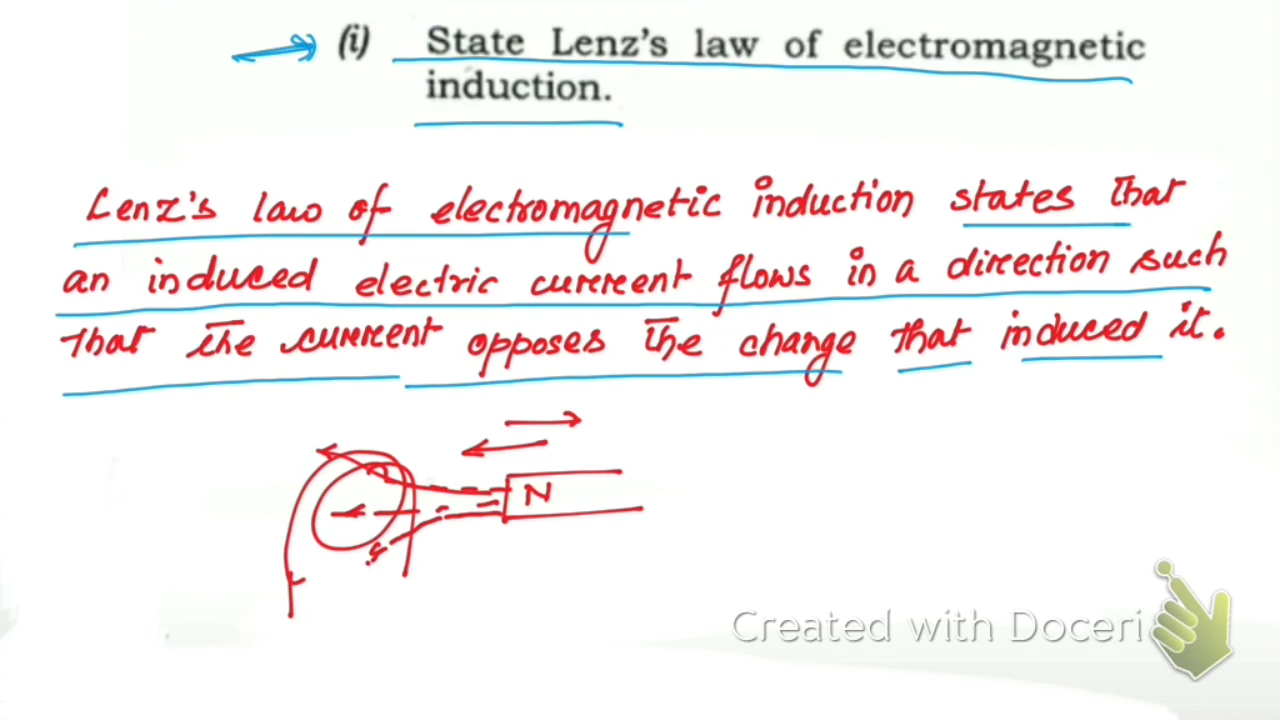 (i) State Lenz's law of electromagnetic
induction.
Lenz's law of electromagnetic induction states that
an induced electric current flows in a direction such
that the current opposes the change that induced it.
N
Created with Doceri